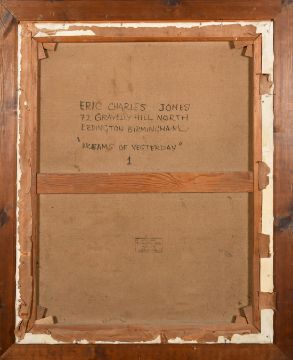 ERIC CHARLES JONES
72 GRAVELLY HILL NORTH
ERDINGTON BIRMINGHAM
"DREAMS OF YESTERDAY"
1